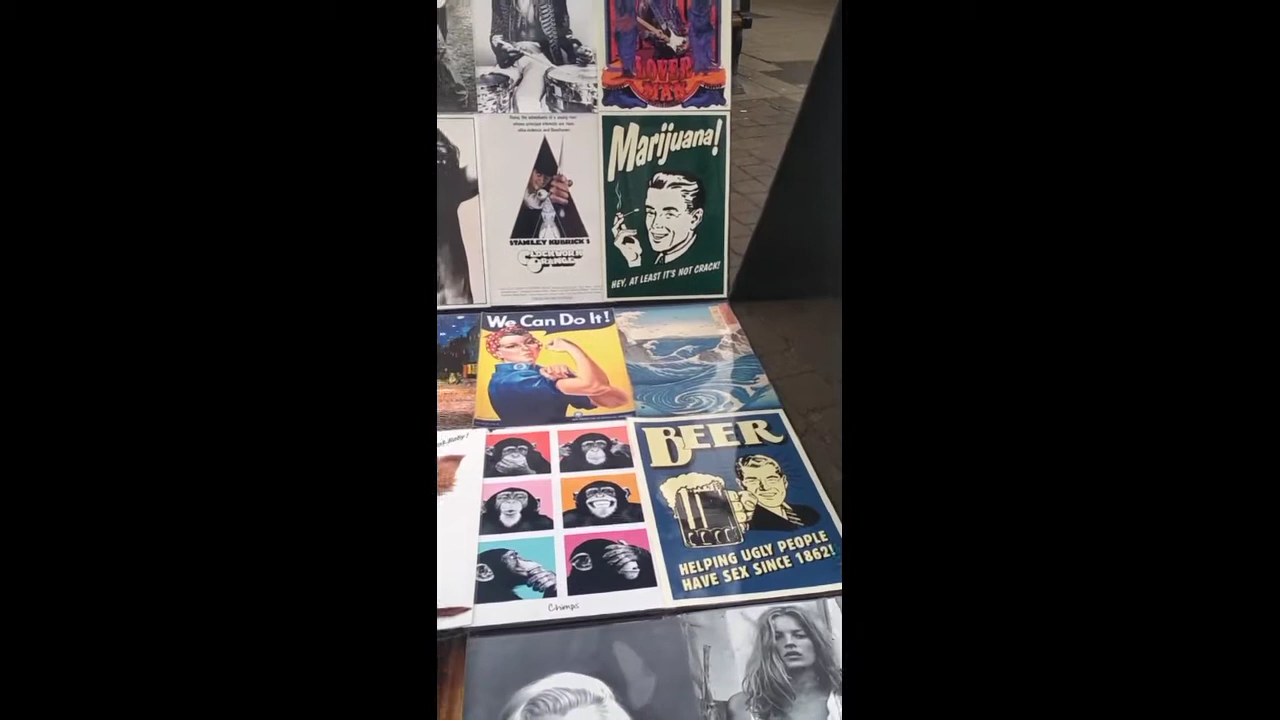 LOVER
MAN
Marijuana!
HEY, AT LEAST IT'S NOT CRACK!
STANLEY KUBRICK'S
CLOCKWORK
ORANGE
We Can Do It!
BEER
HELPING UGLY PEOPLE
HAVE SEX SINCE 1862!
Chimps